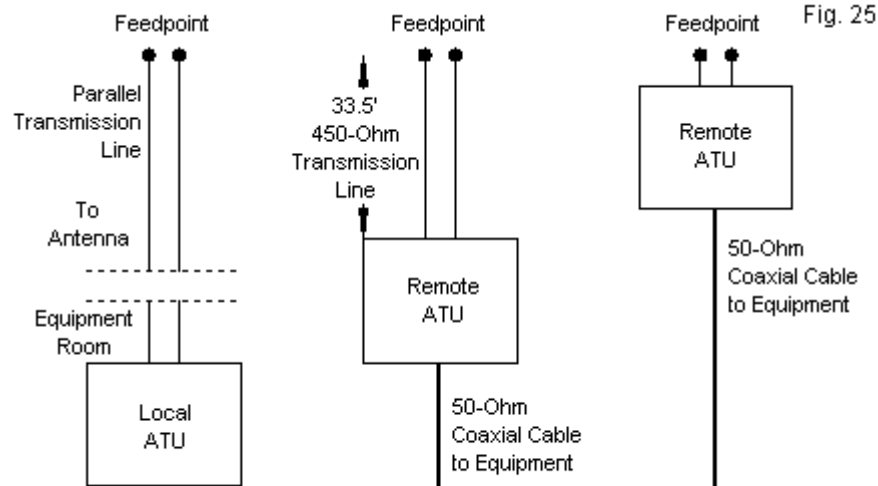 Fig. 25
Feedpoint
Parallel
Transmission
Line
To
Antenna
Equipment
Room
Local
ATU
Feedpoint
33.5'
450-Ohm
Transmission
Line
Remote
ATU
50-Ohm
Coaxial Cable
to Equipment
Feedpoint
Remote
ATU
50-Ohm
Coaxial Cable
to Equipment